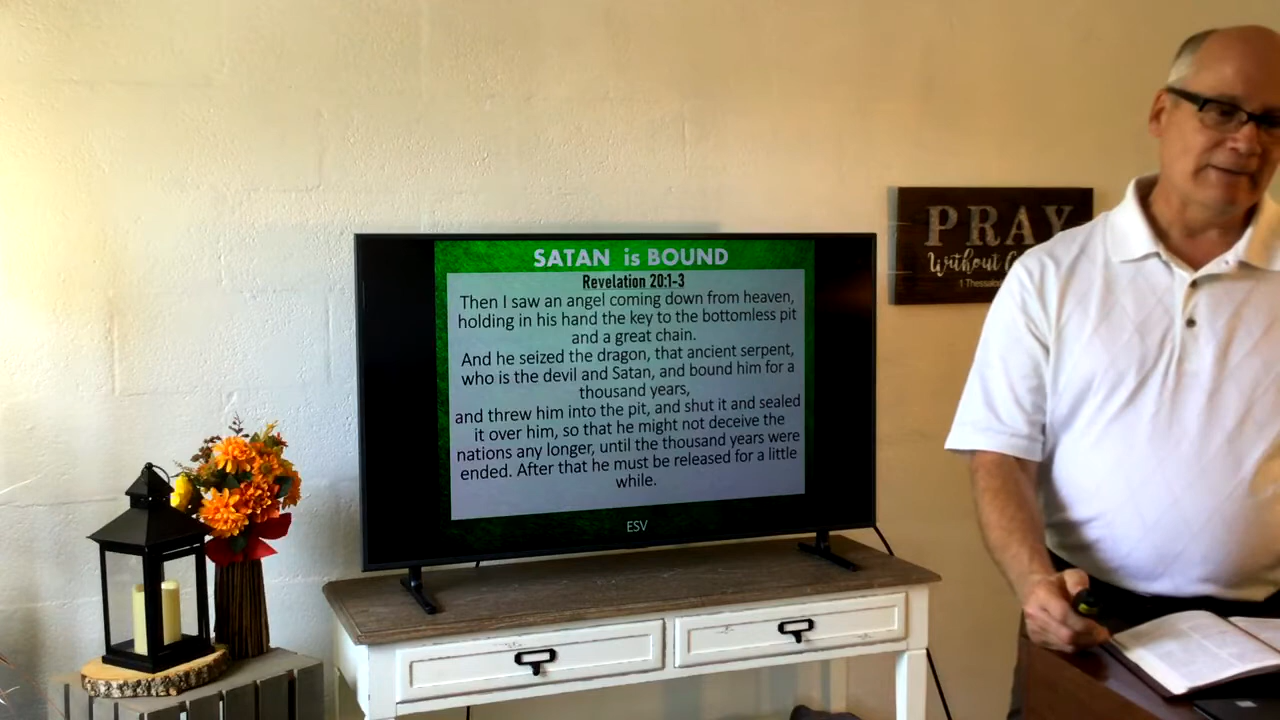 SATAN is BOUND
Revelation 20:1-3
Then I saw an angel coming down from heaven,
holding in his hand the key to the bottomless pit
and a great chain.
And he seized the dragon, that ancient serpent,
who is the devil and Satan, and bound him for a
thousand years,
and threw him into the pit, and shut it and sealed
it over him, so that he might not deceive the
nations any longer, until the thousand years were
ended. After that he must be released for a little
while.
ESV
PRAY
Without
1